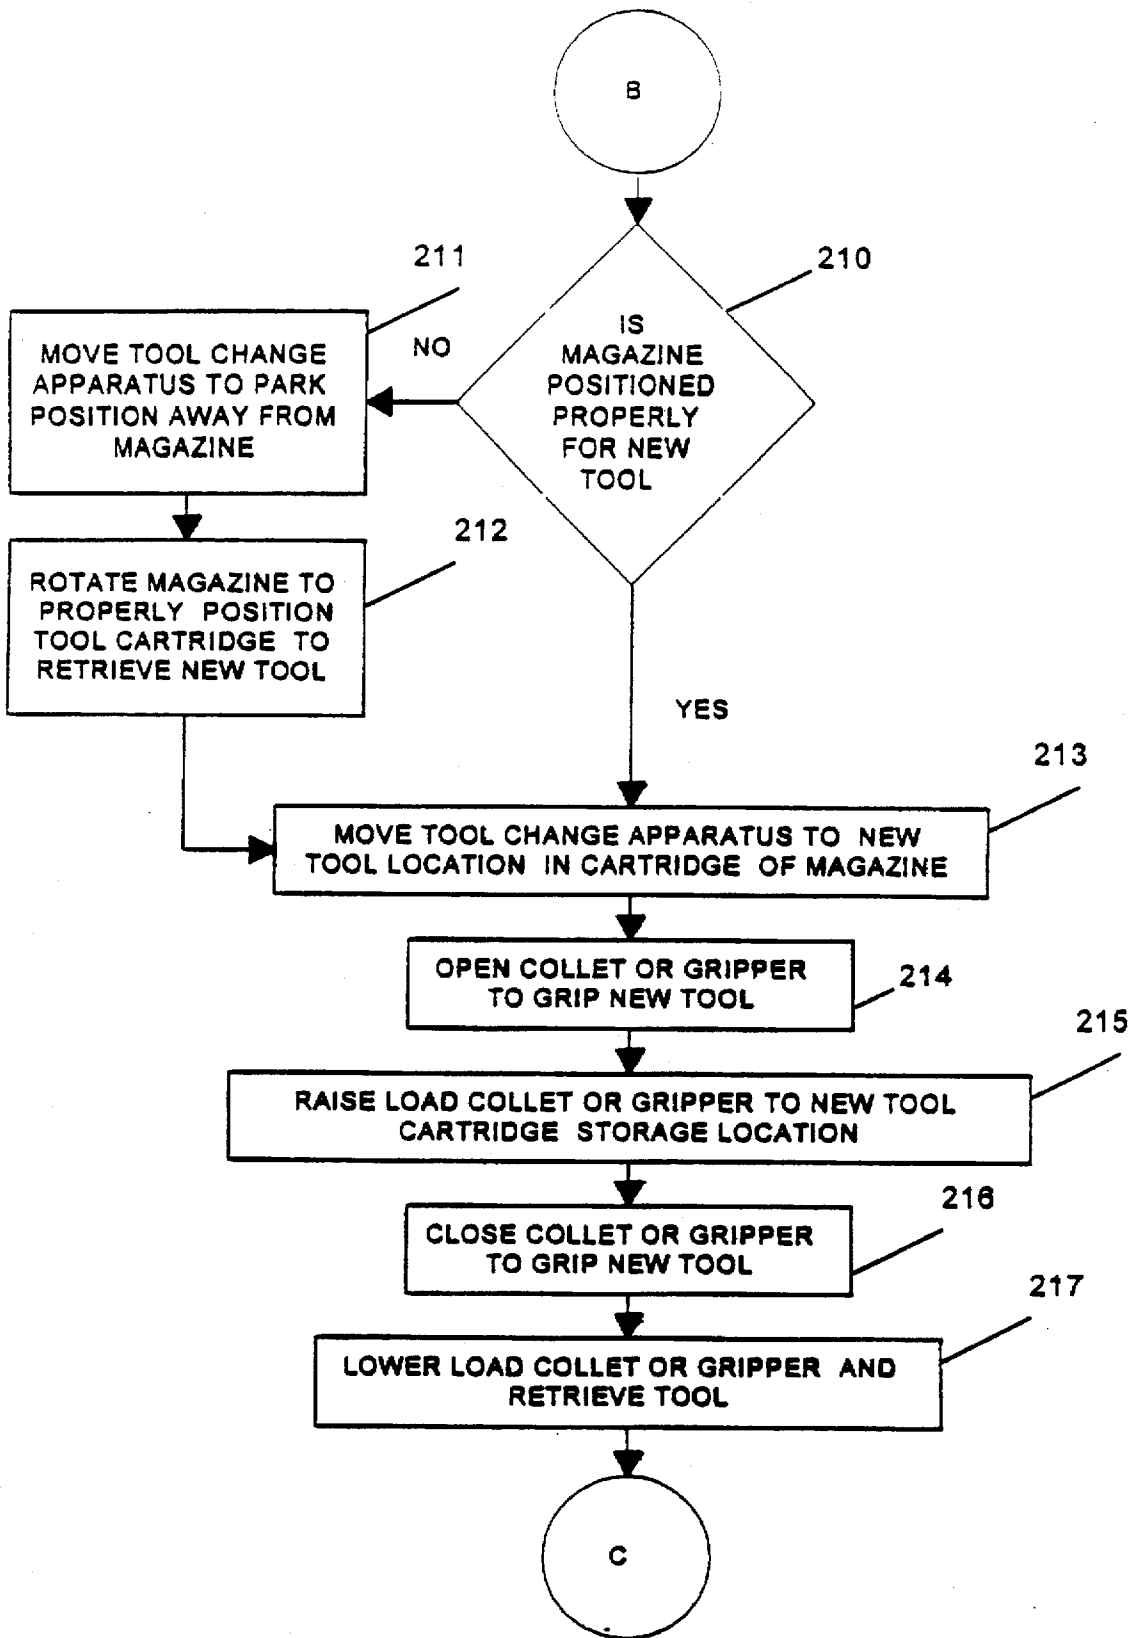 B
210
IS
MAGAZINE
POSITIONED
PROPERLY
FOR NEW
TOOL
NO
211
MOVE TOOL CHANGE
APPARATUS TO PARK
POSITION AWAY FROM
MAGAZINE
212
ROTATE MAGAZINE TO
PROPERLY POSITION
TOOL CARTRIDGE TO
RETRIEVE NEW TOOL
YES
213
MOVE TOOL CHANGE APPARATUS TO NEW
TOOL LOCATION IN CARTRIDGE OF MAGAZINE
OPEN COLLET OR GRIPPER
TO GRIP NEW TOOL
214
215
RAISE LOAD COLLET OR GRIPPER TO NEW TOOL
CARTRIDGE STORAGE LOCATION
216
CLOSE COLLET OR GRIPPER
TO GRIP NEW TOOL
217
LOWER LOAD COLLET OR GRIPPER AND
RETRIEVE TOOL
C